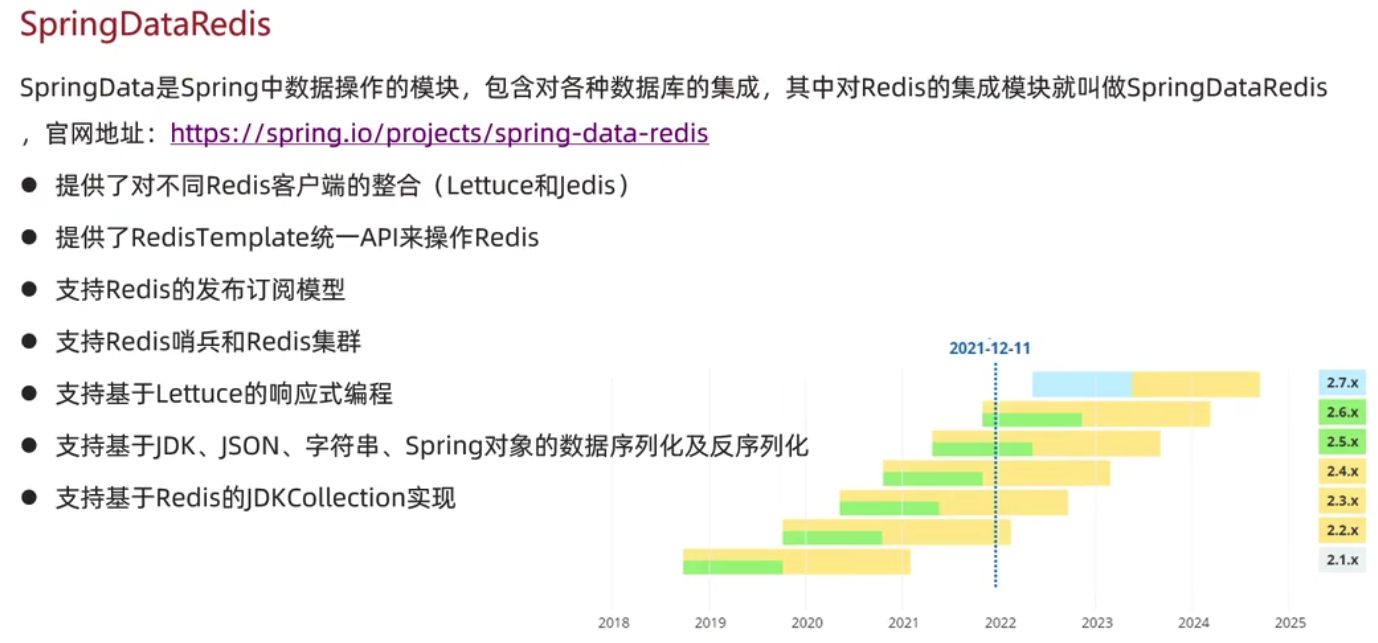 SpringDataRedis
SpringData是Spring中数据操作的模块，包含对各种数据库的集成，其中对Redis的集成模块就叫做SpringDataRedis
，官网地址：https://spring.io/projects/spring-data-redis
● 提供了对不同Redis客户端的整合（Lettuce和Jedis）
● 提供了RedisTemplate统一API来操作Redis
● 支持Redis的发布订阅模型
● 支持Redis哨兵和Redis集群
● 支持基于Lettuce的响应式编程
● 支持基于JDK、JSON、字符串、Spring对象的数据序列化及反序列化
● 支持基于Redis的JDKCollection实现
2021-12-11
2.7.x
2.6.x
2.5.x
2.4.x
2.3.x
2.2.x
2.1.x
2018 2019 2020 2021 2022 2023 2024 2025